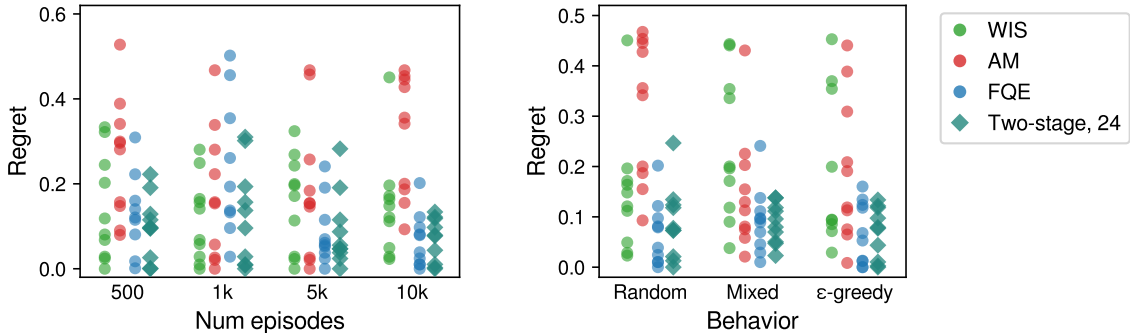 Regret
0.6
0.4
0.2
0.0
500 1k 5k 10k
Num episodes
Regret
0.5
0.4
0.3
0.2
0.1
0.0
Random Mixed ε-greedy
Behavior
WIS
AM
FQE
Two-stage, 24